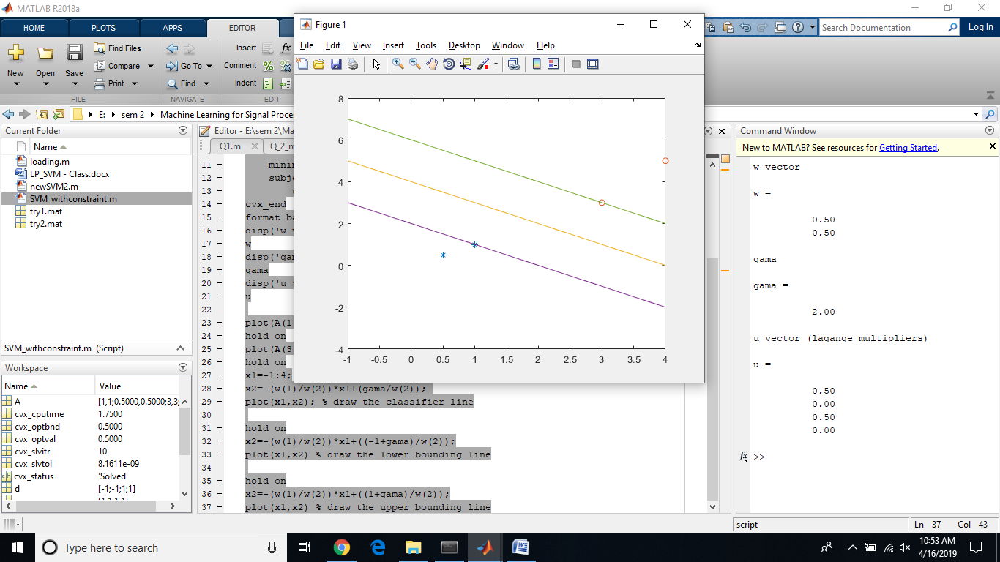 MATLAB R2018a
HOME PLOTS APPS EDITOR
Search Documentation
Log In
New Open Save
Find Files
Compare
Print
Go To
Find
Insert
Comment
Indent
FILE NAVIGATE EDIT
E: sem 2 Machine Learning for Signal Proce
Current Folder
Name
loading.m
LP_SVM - Class.docx
newSVM2.m
SVM_withconstraint.m
try1.mat
try2.mat
SVM_withconstraint.m (Script)
Workspace
Name Value
A [1,1;0.5000,0.5000;3,3;
cvx_cputime 1.7500
cvx_optbnd 0.5000
cvx_optval 0.5000
cvx_slvitr 10
cvx_slvtol 8.1611e-09
cvx_status 'Solved'
d [-1;-1;1;1]
Editor - E:\sem 2\Ma
Q1.m Q_2_m
11 - minin
12 - subje
13 - u
14 - cvx_end
15 - format ba
16 - disp('w v
17 - w
18 - disp('gam
19 - gama
20 - disp('u v
21 - u
22
23 - plot(A(1
24 - hold on
25 - plot(A(3
26 - hold on
27 - x1=-1:4;
28 - x2=-(w(1)/w(2))*x1+(gama/w(2));
29 - plot(x1,x2); % draw the classifier line
30
31 - hold on
32 - x2=-(w(1)/w(2))*x1+((-1+gama)/w(2));
33 - plot(x1,x2) % draw the lower bounding line
34
35 - hold on
36 - x2=-(w(1)/w(2))*x1+((1+gama)/w(2));
37 - plot(x1,x2) % draw the upper bounding line
Figure 1
File Edit View Insert Tools Desktop Window Help
8
6
4
2
0
-2
-4
-1 -0.5 0 0.5 1 1.5 2 2.5 3 3.5 4
Command Window
New to MATLAB? See resources for Getting Started.
w vector
w =
0.50
0.50
gama
gama =
2.00
u vector (lagange multipliers)
u =
0.50
0.00
0.50
0.00
fx >>
script Ln 37 Col 43
Type here to search
10:53 AM
4/16/2019